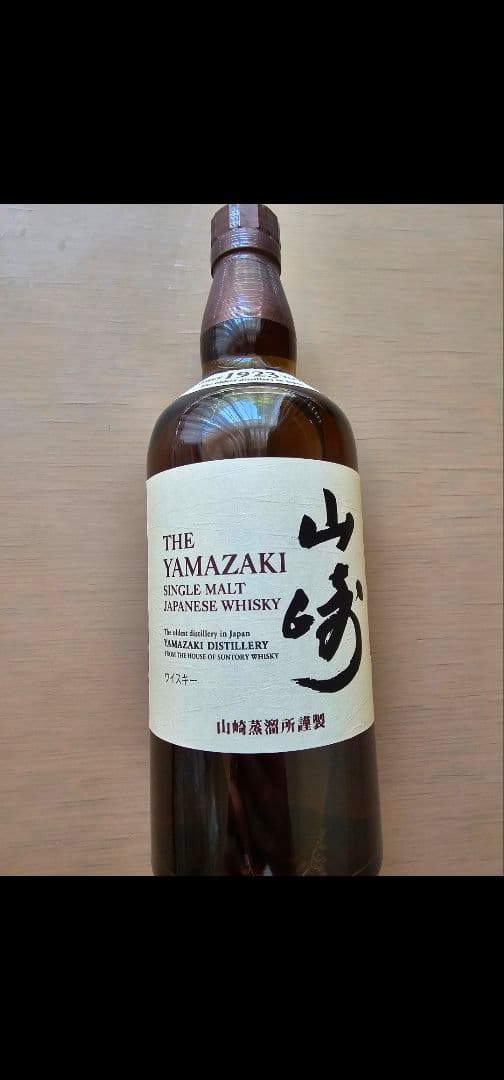 1923
THE
YAMAZAKI
SINGLE MALT
JAPANESE WHISKY
The oldest distillery in Japan
YAMAZAKI DISTILLERY
FROM THE HOUSE OF SUNTORY WHISKY
ウイスキー
山崎
山崎蒸溜所謹製